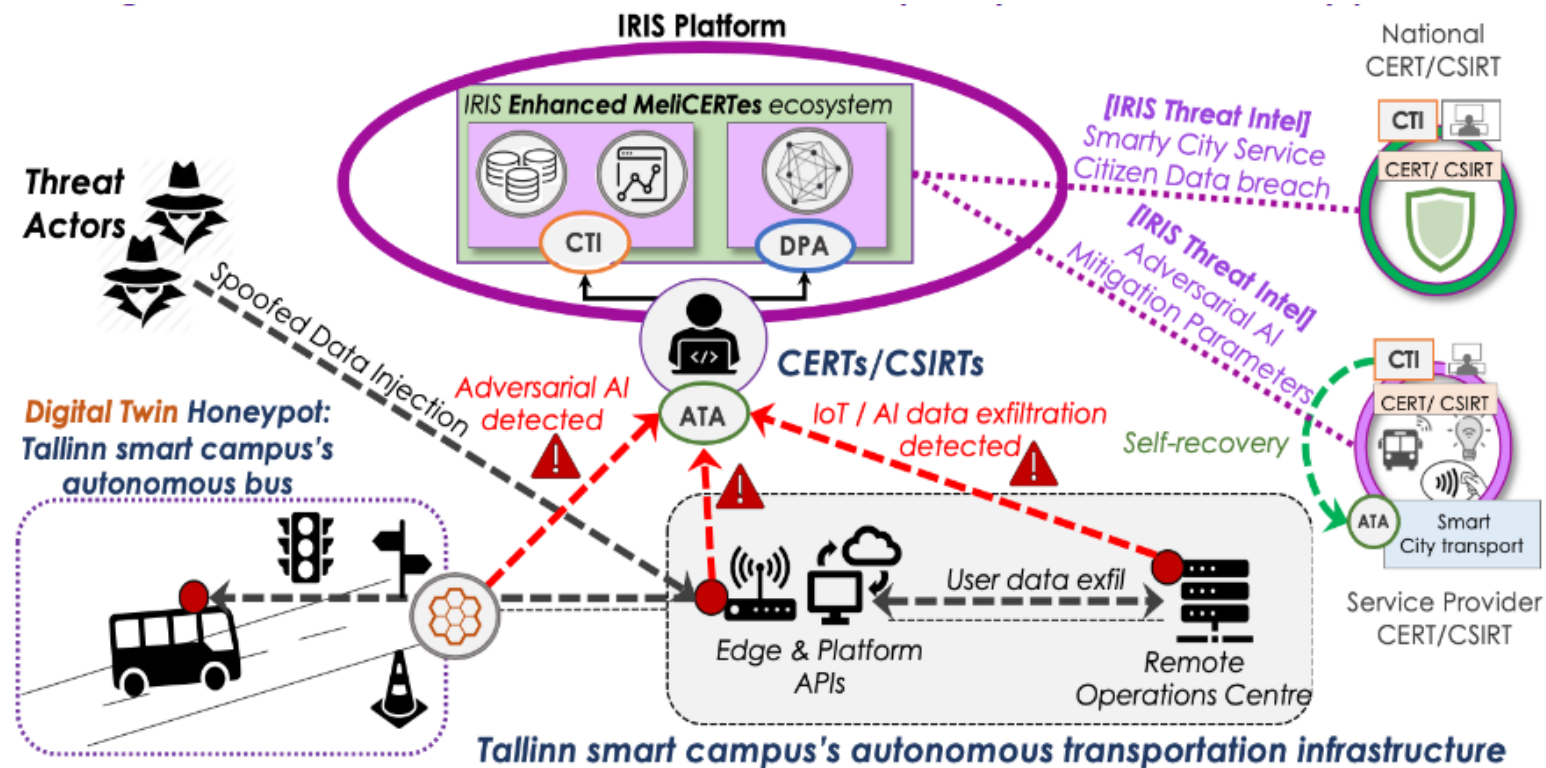 IRIS Platform
IRIS Enhanced MeliCERTes ecosystem
CTI
DPA
National
CERT/CSIRT
CTI
CERT/ CSIRT
[IRIS Threat Intel]
Smarty City Service
Citizen Data breach
[IRIS Threat Intel]
Adversarial AI
Mitigation Parameters
Threat
Actors
Spoofed Data Injection
CERTs/CSIRTs
ATA
Adversarial AI
detected
IoT / AI data exfiltration
detected
Self-recovery
CTI
CERT/ CSIRT
ATA
Smart
City transport
Service Provider
CERT/CSIRT
Digital Twin Honeypot:
Tallinn smart campus's
autonomous bus
User data exfil
Edge & Platform
APIs
Remote
Operations Centre
Tallinn smart campus's autonomous transportation infrastructure